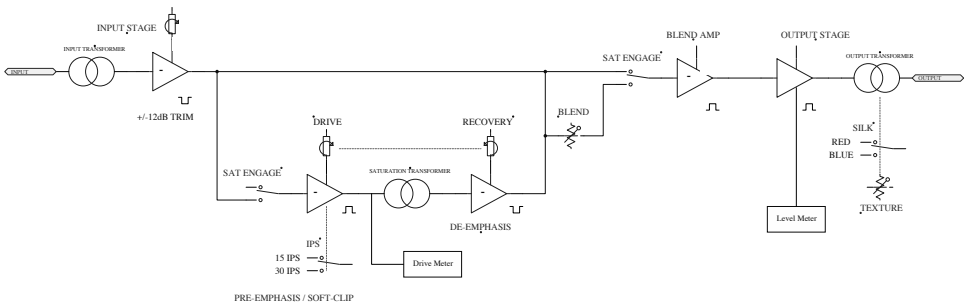 INPUT STAGE
INPUT TRANSFORMER
INPUT
-
+/-12dB TRIM
DRIVE
RECOVERY
SAT ENGAGE
SATURATION TRANSFORMER
-
-
DE-EMPHASIS
IPS
15 IPS
30 IPS
Drive Meter
PRE-EMPHASIS / SOFT-CLIP
BLEND
SAT ENGAGE
BLEND AMP
-
OUTPUT STAGE
-
OUTPUT TRANSFORMER
OUTPUT
SILK
RED
BLUE
TEXTURE
Level Meter